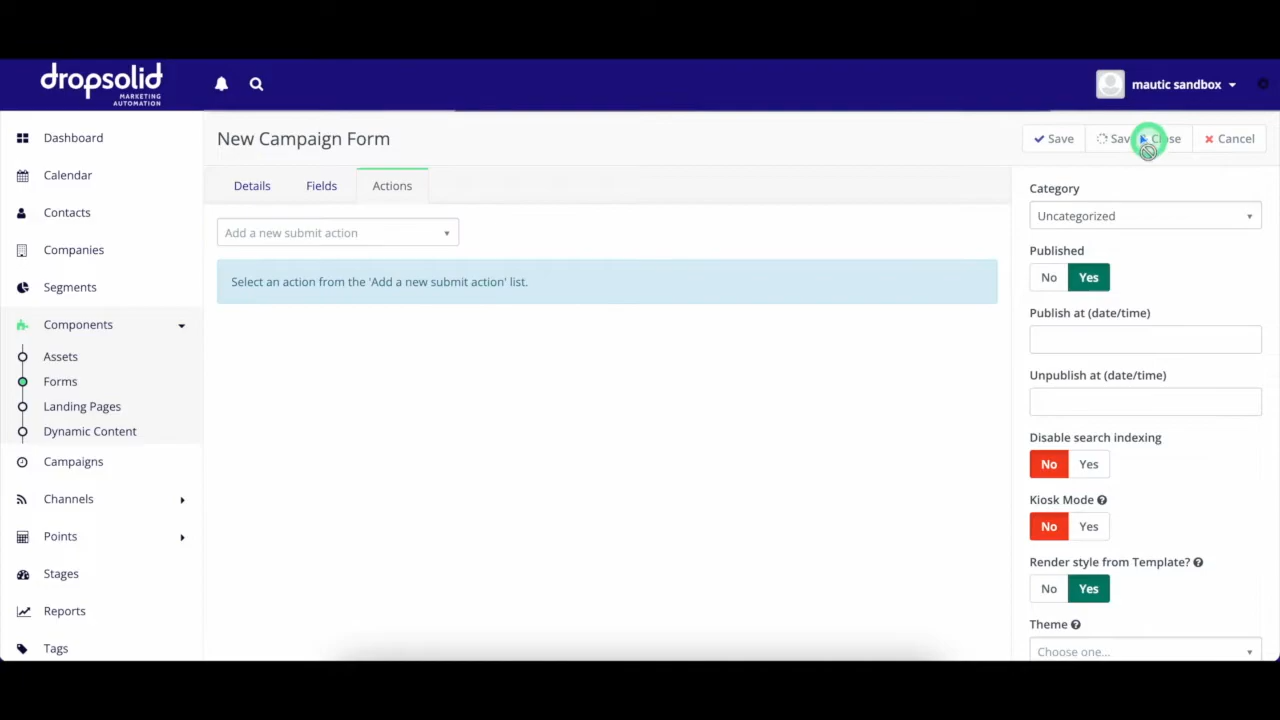 dropsolid
MARKETING
AUTOMATION
mautic sandbox
Dashboard
Calendar
Contacts
Companies
Segments
Components
Assets
Forms
Landing Pages
Dynamic Content
Campaigns
Channels
Points
Stages
Reports
Tags
New Campaign Form
Save
Cancel
Details
Fields
Actions
Add a new submit action
Select an action from the 'Add a new submit action' list.
Category
Uncategorized
Published
No Yes
Publish at (date/time)
Unpublish at (date/time)
Disable search indexing
No Yes
Kiosk Mode
No Yes
Render style from Template?
No Yes
Theme
Choose one...